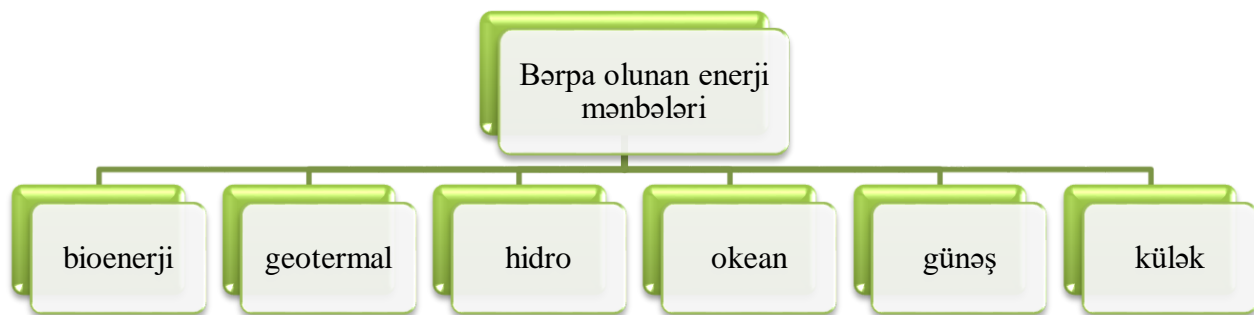 Bərpa olunan enerji
mənbələri
bioenerji
geotermal
hidro
okean
günəş
külək